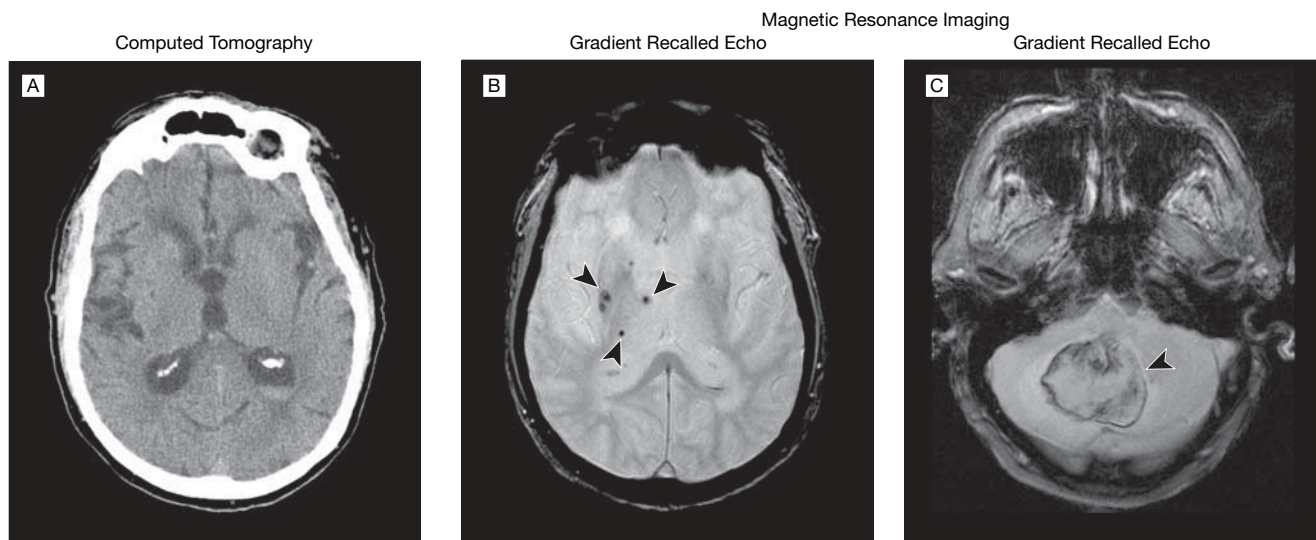 Magnetic Resonance Imaging
Computed Tomography
Gradient Recalled Echo
Gradient Recalled Echo
A
B
C